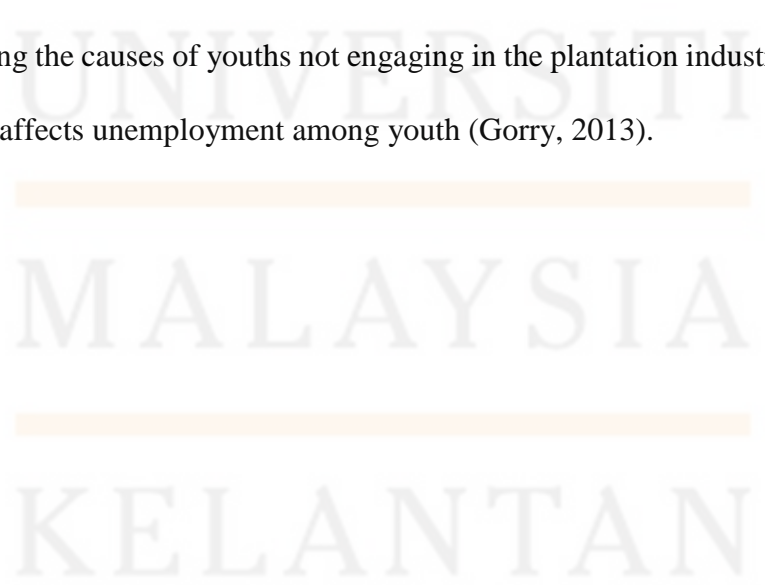 UNIVERSITI
ng the causes of youths not engaging in the plantation indust
affects unemployment among youth (Gorry, 2013).
MALAYSIA
KELANTAN